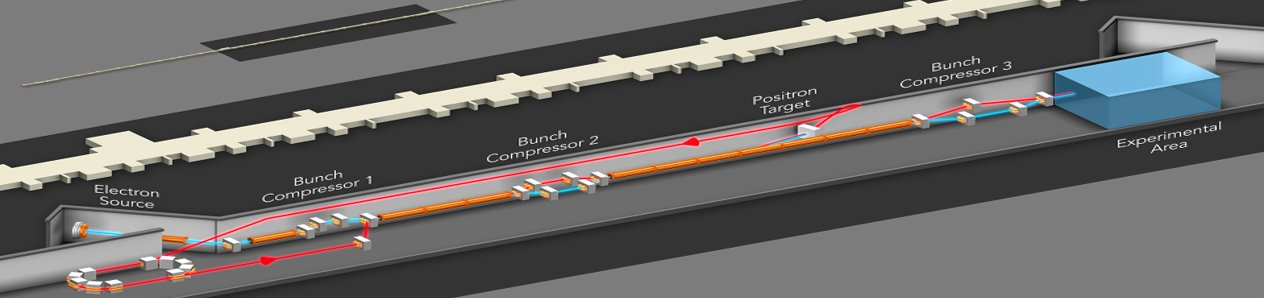 Electron
Source
Bunch
Compressor 1
Bunch
Compressor 2
Positron
Target
Bunch
Compressor 3
Experimental
Area